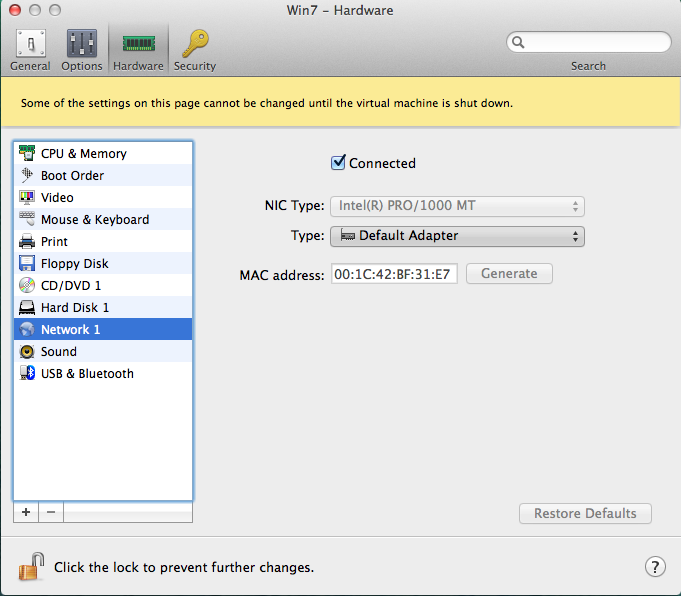 Win7 – Hardware
General
Options
Hardware
Security
Search
Some of the settings on this page cannot be changed until the virtual machine is shut down.
CPU & Memory
Boot Order
Video
Mouse & Keyboard
Print
Floppy Disk
CD/DVD 1
Hard Disk 1
Network 1
Sound
USB & Bluetooth
+ −
Connected
NIC Type: Intel(R) PRO/1000 MT
Type: Default Adapter
MAC address: 00:1C:42:BF:31:E7 Generate
Restore Defaults
Click the lock to prevent further changes.
?